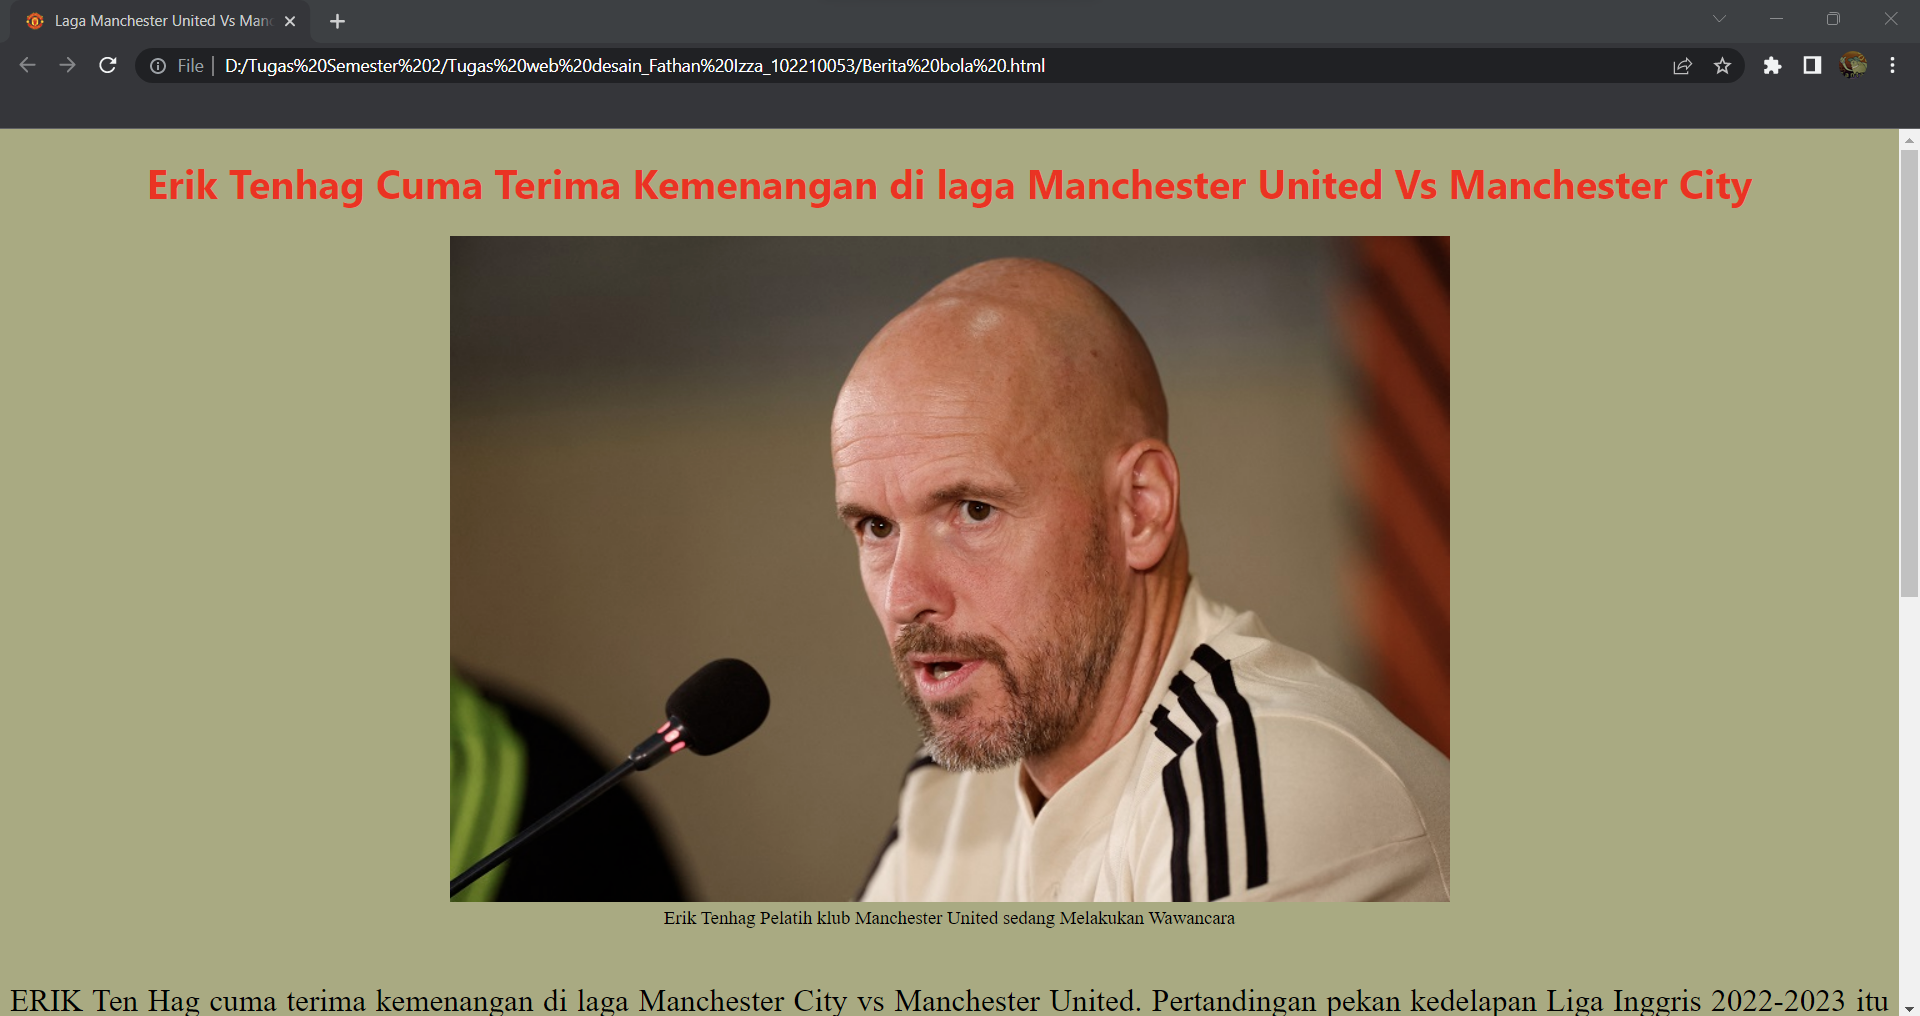 Laga Manchester United Vs Man
File
D:/Tugas%20Semester%202/Tugas%20web%20desain_Fathan%20Izza_102210053/Berita%20bola%20.html
Erik Tenhag Cuma Terima Kemenangan di laga Manchester United Vs Manchester City
Erik Tenhag Pelatih klub Manchester United sedang Melakukan Wawancara
ERIK Ten Hag cuma terima kemenangan di laga Manchester City vs Manchester United. Pertandingan pekan kedelapan Liga Inggris 2022-2023 itu